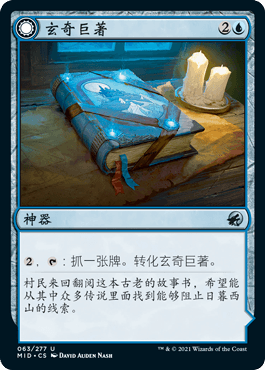 玄奇巨著 2
2, : 抓一张牌。转化玄奇巨著。
神器
村民来回翻阅这本古老的故事书，希望能
从其中众多传说里面找到能够阻止日暮西
山的线索。
063/277 U
MID • CS DAVID AUDEN NASH
™ & © 2021 Wizards of the Coast